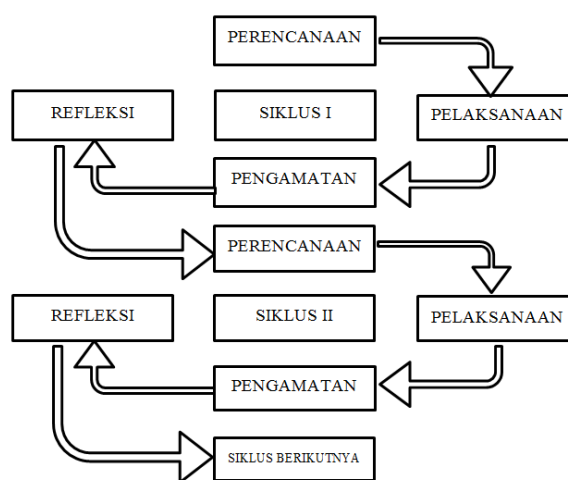 PERENCANAAN
REFLEKSI
SIKLUS I
PELAKSANAAN
PENGAMATAN
PERENCANAAN
REFLEKSI
SIKLUS II
PELAKSANAAN
PENGAMATAN
SIKLUS BERIKUTNYA